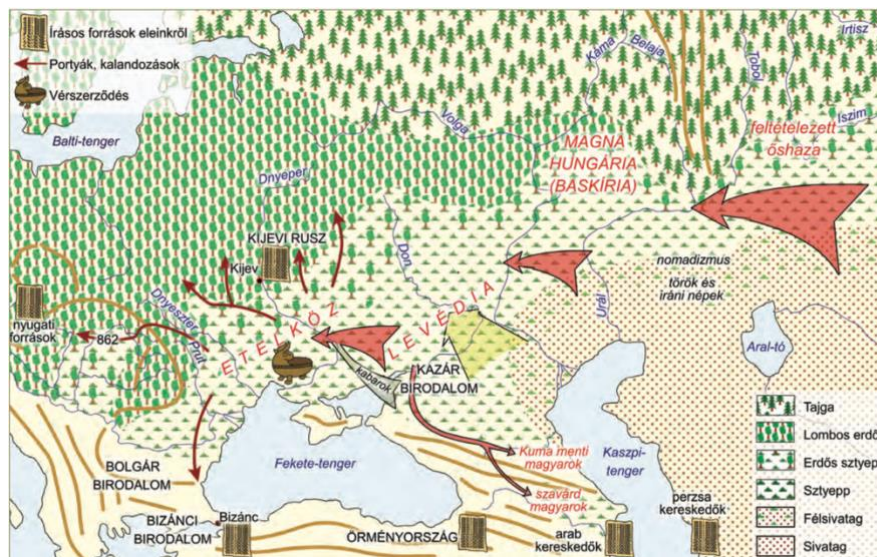 Írásos források eleinkről
Portyák, kalandozások
Vérszerződés
Balti-tenger
Volga
Káma
Belaja
Tobol
Irtisz
Isim
feltételezett
őshaza
MAGNA
HUNGÁRIA
(BASKÍRIA)
Dnyeper
KIJEVI RUSZ
Kijev
Don
nomadizmus
török és
iráni népek
Urál
Aral-tó
nyugati
források
862
Dnyeszter
Prut
ETELKÖZ
LEVÉDIA
kabarok
KAZÁR
BIRODALOM
Fekete-tenger
Kuma menti
magyarok
szavárd
magyarok
Kaszpi-
tenger
BOLGÁR
BIRODALOM
BIZÁNCI
BIRODALOM
Bizánc
ÖRMÉNYORSZÁG
arab
kereskedők
perzsa
kereskedők
Tajga
Lombos erdő
Erdős sztyepp
Sztyepp
Félsivatag
Sivatag